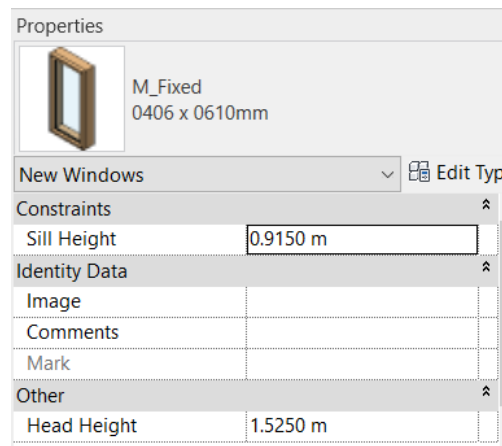 Properties
M_Fixed
0406 x 0610mm
New Windows Edit Typ
Constraints
Sill Height 0.9150 m
Identity Data
Image
Comments
Mark
Other
Head Height 1.5250 m